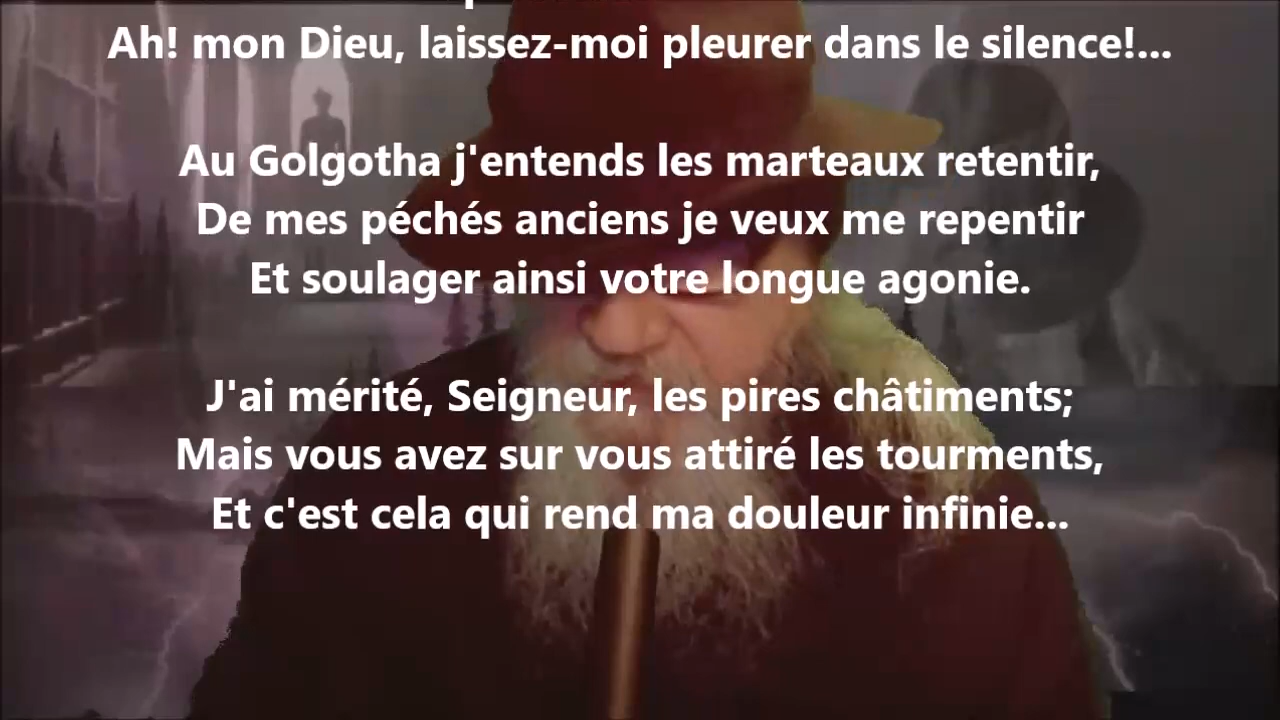 Ah! mon Dieu, laissez-moi pleurer dans le silence!...
Au Golgotha j'entends les marteaux retentir,
De mes péchés anciens je veux me repentir
Et soulager ainsi votre longue agonie.
J'ai mérité, Seigneur, les pires châtiments;
Mais vous avez sur vous attiré les tourments,
Et c'est cela qui rend ma douleur infinie...